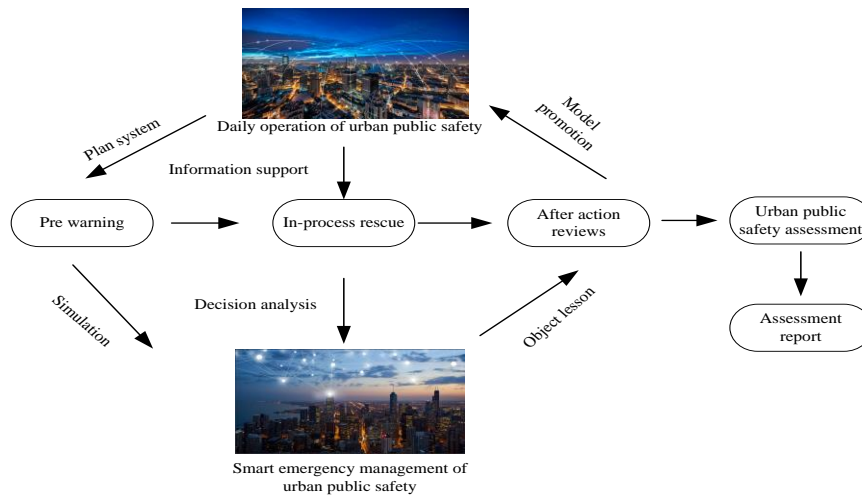 Daily operation of urban public safety
Plan system
Model
promotion
Information support
Pre warning
In-process rescue
After action
reviews
Urban public
safety assessment
Simulation
Decision analysis
Object lesson
Assessment
report
Smart emergency management of
urban public safety